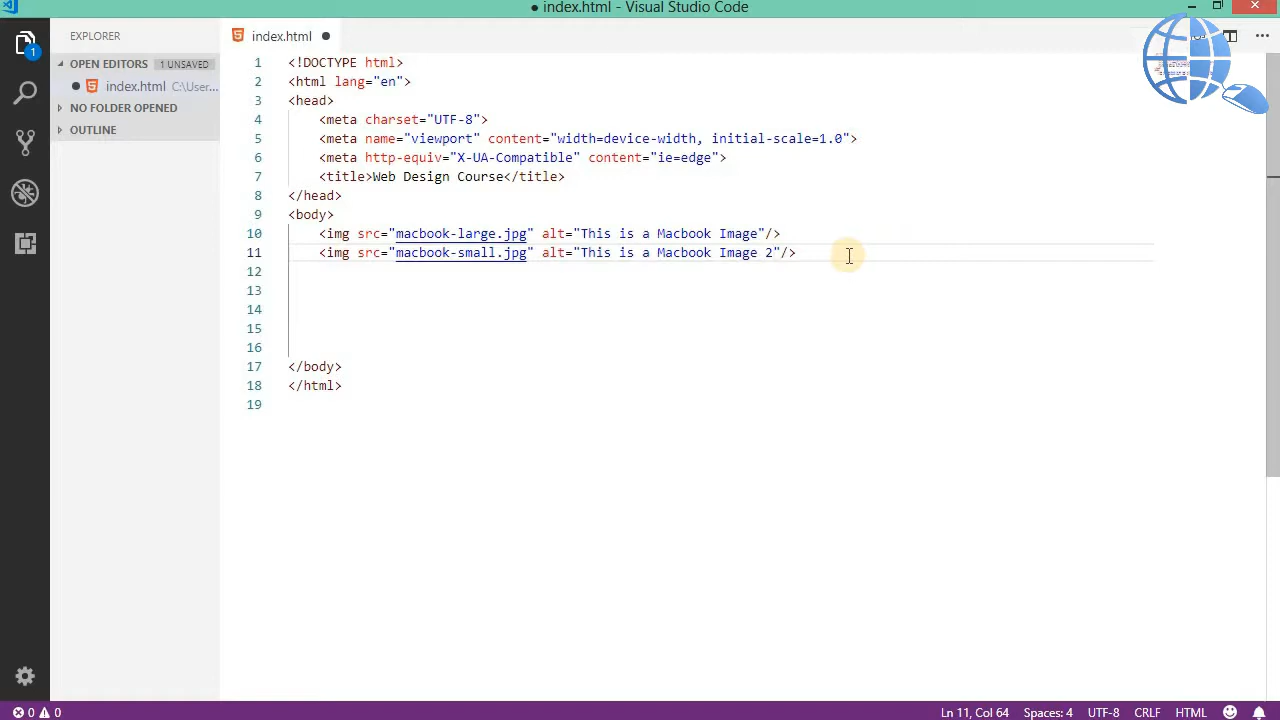 ● index.html - Visual Studio Code
EXPLORER
OPEN EDITORS 1 UNSAVED
index.html C:\User...
NO FOLDER OPENED
OUTLINE
1
index.html
1 <!DOCTYPE html>
2 <html lang="en">
3 <head>
4     <meta charset="UTF-8">
5     <meta name="viewport" content="width=device-width, initial-scale=1.0">
6     <meta http-equiv="X-UA-Compatible" content="ie=edge">
7     <title>Web Design Course</title>
8 </head>
9 <body>
10     <img src="macbook-large.jpg" alt="This is a Macbook Image"/>
11     <img src="macbook-small.jpg" alt="This is a Macbook Image 2"/>
12
13
14
15
16
17 </body>
18 </html>
19
0 0
Ln 11, Col 64 Spaces: 4 UTF-8 CRLF HTML